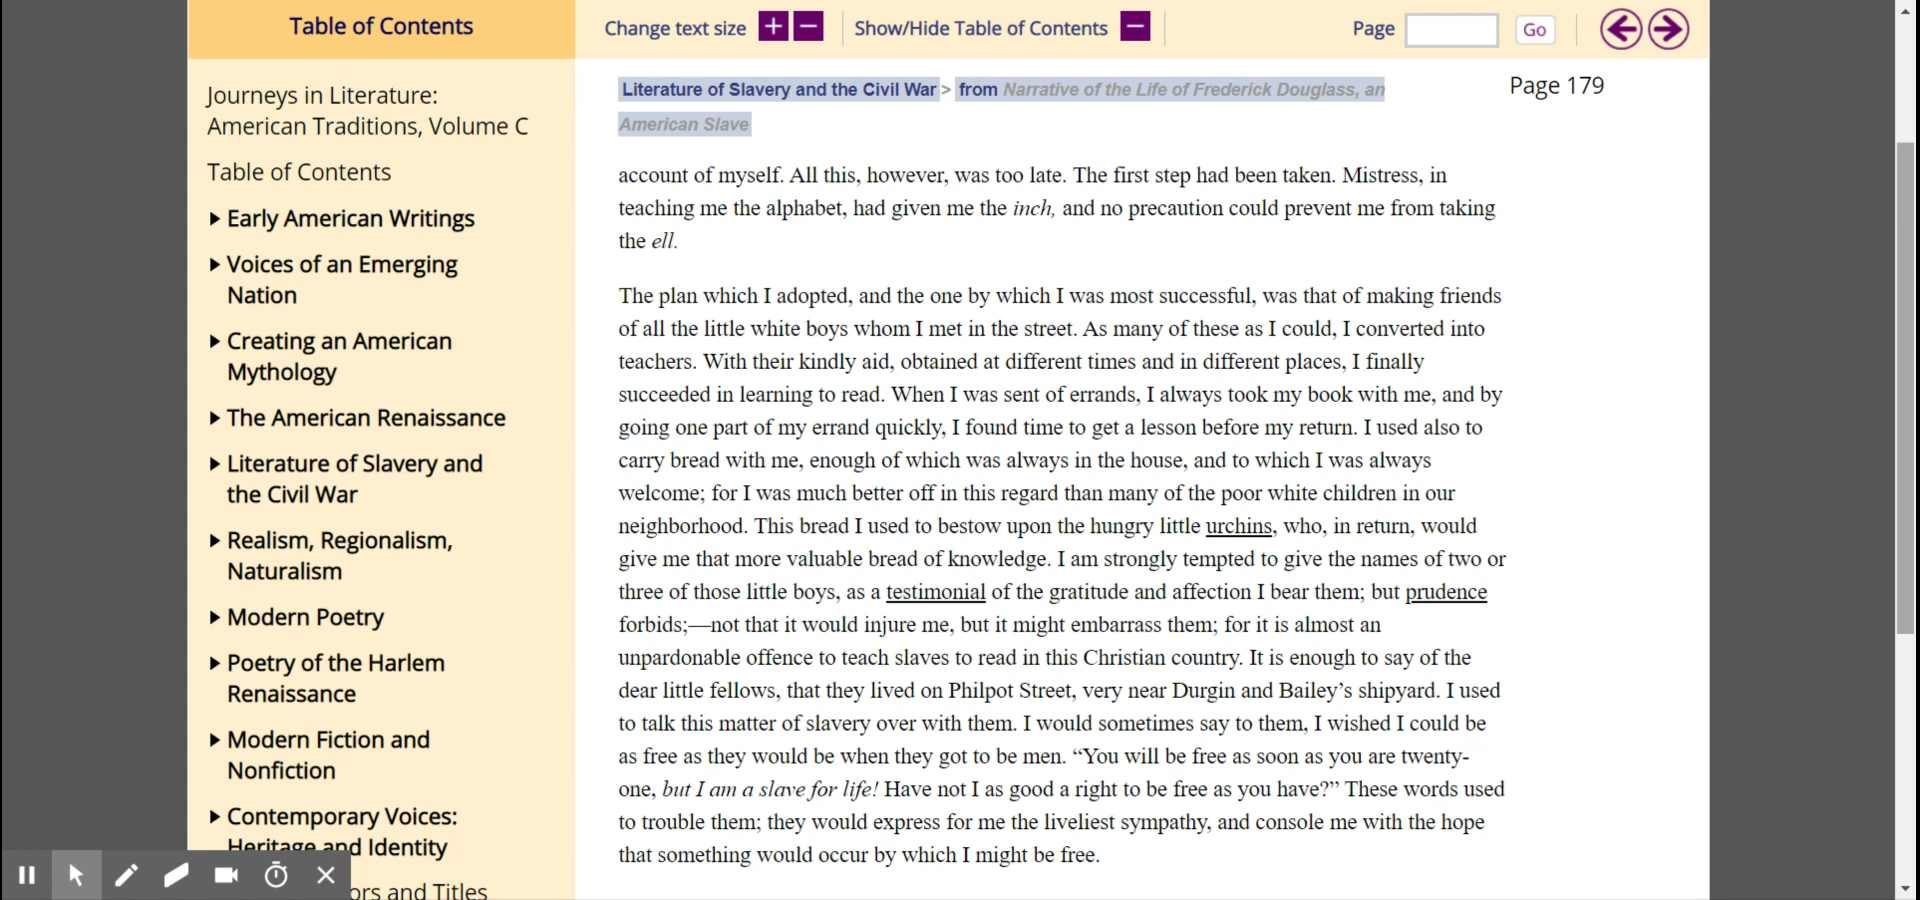 Table of Contents
Change text size
Show/Hide Table of Contents
Page
Go
Journeys in Literature:
American Traditions, Volume C
Table of Contents
Early American Writings
Voices of an Emerging
Nation
Creating an American
Mythology
The American Renaissance
Literature of Slavery and
the Civil War
Realism, Regionalism,
Naturalism
Modern Poetry
Poetry of the Harlem
Renaissance
Modern Fiction and
Nonfiction
Contemporary Voices:
Heritage and Identity
ors and Titles
Literature of Slavery and the Civil War > from Narrative of the Life of Frederick Douglass, an
American Slave
Page 179
account of myself. All this, however, was too late. The first step had been taken. Mistress, in
teaching me the alphabet, had given me the inch, and no precaution could prevent me from taking
the ell.
The plan which I adopted, and the one by which I was most successful, was that of making friends
of all the little white boys whom I met in the street. As many of these as I could, I converted into
teachers. With their kindly aid, obtained at different times and in different places, I finally
succeeded in learning to read. When I was sent of errands, I always took my book with me, and by
going one part of my errand quickly, I found time to get a lesson before my return. I used also to
carry bread with me, enough of which was always in the house, and to which I was always
welcome; for I was much better off in this regard than many of the poor white children in our
neighborhood. This bread I used to bestow upon the hungry little urchins, who, in return, would
give me that more valuable bread of knowledge. I am strongly tempted to give the names of two or
three of those little boys, as a testimonial of the gratitude and affection I bear them; but prudence
forbids;—not that it would injure me, but it might embarrass them; for it is almost an
unpardonable offence to teach slaves to read in this Christian country. It is enough to say of the
dear little fellows, that they lived on Philpot Street, very near Durgin and Bailey’s shipyard. I used
to talk this matter of slavery over with them. I would sometimes say to them, I wished I could be
as free as they would be when they got to be men. “You will be free as soon as you are twenty-
one, but I am a slave for life! Have not I as good a right to be free as you have?” These words used
to trouble them; they would express for me the liveliest sympathy, and console me with the hope
that something would occur by which I might be free.